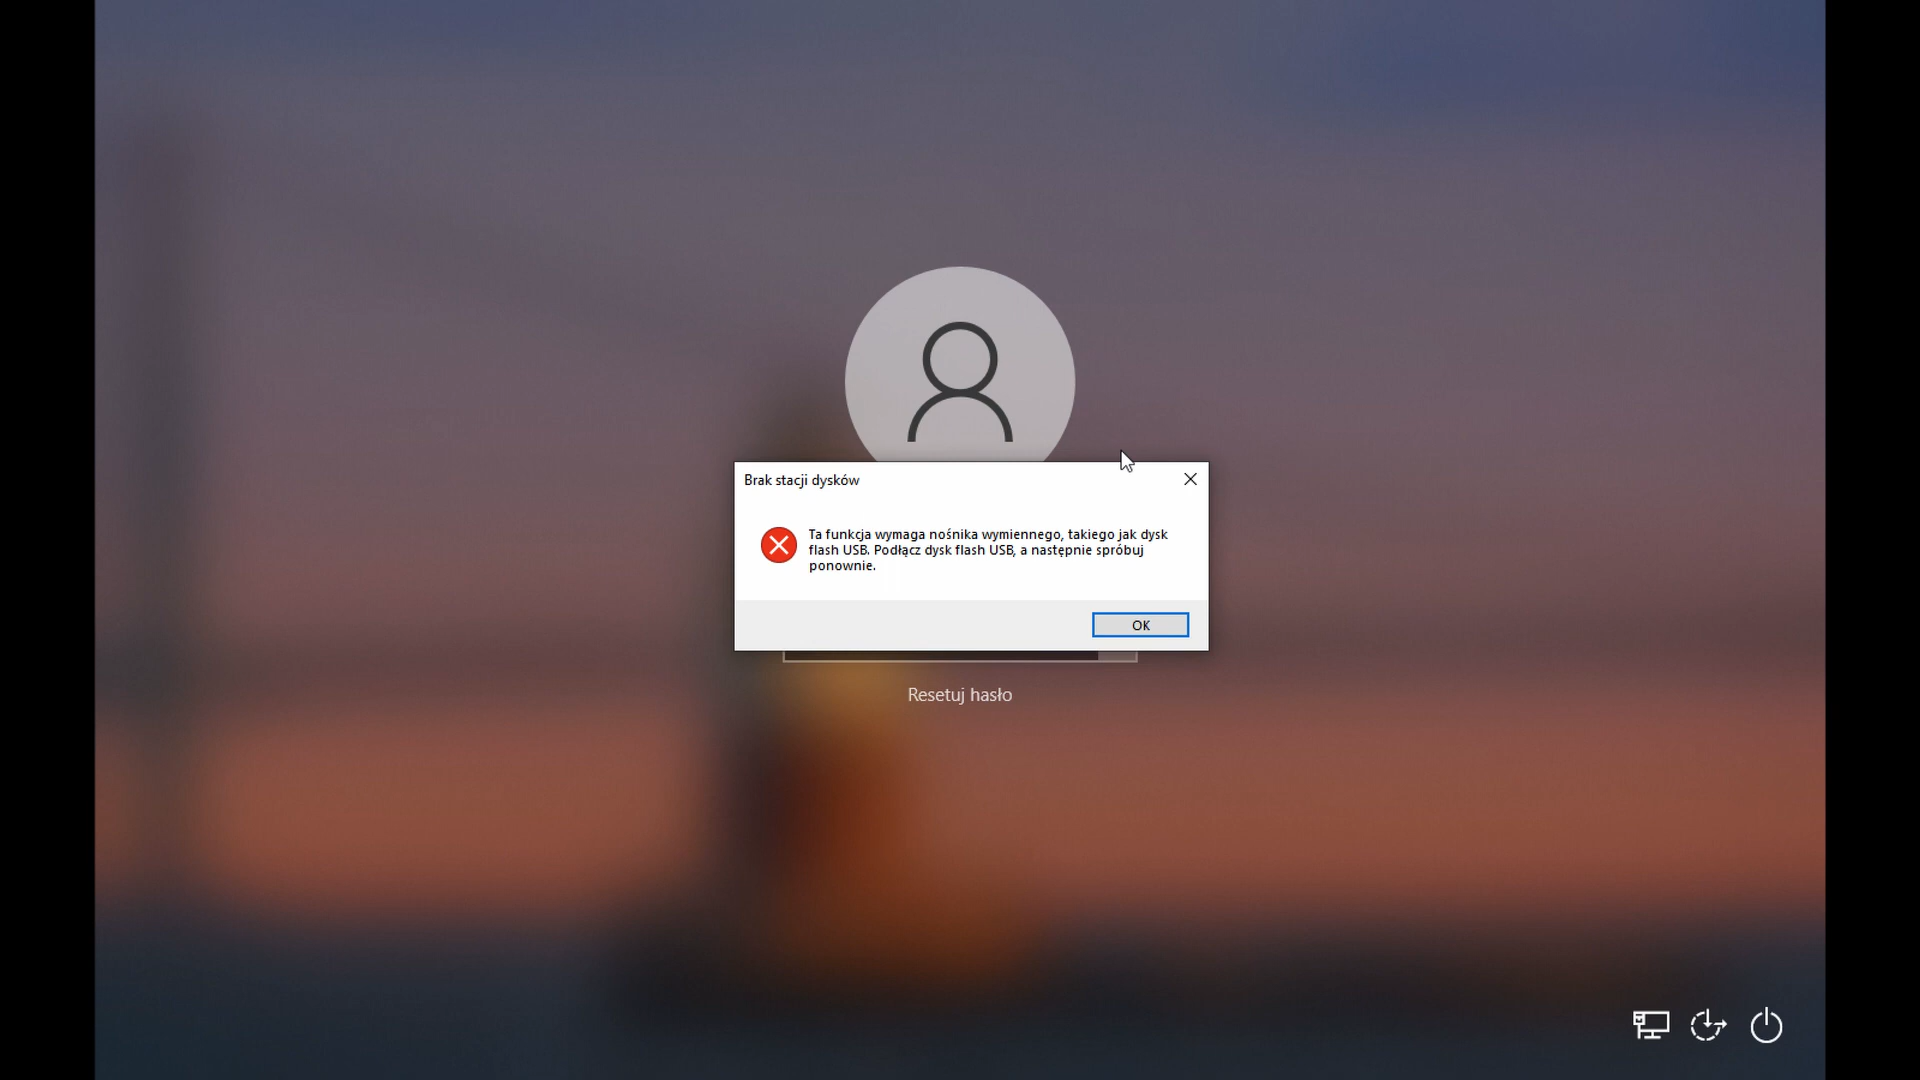 Brak stacji dysków
Ta funkcja wymaga nośnika wymiennego, takiego jak dysk
flash USB. Podłącz dysk flash USB, a następnie spróbuj
ponownie.
OK
Resetuj hasło